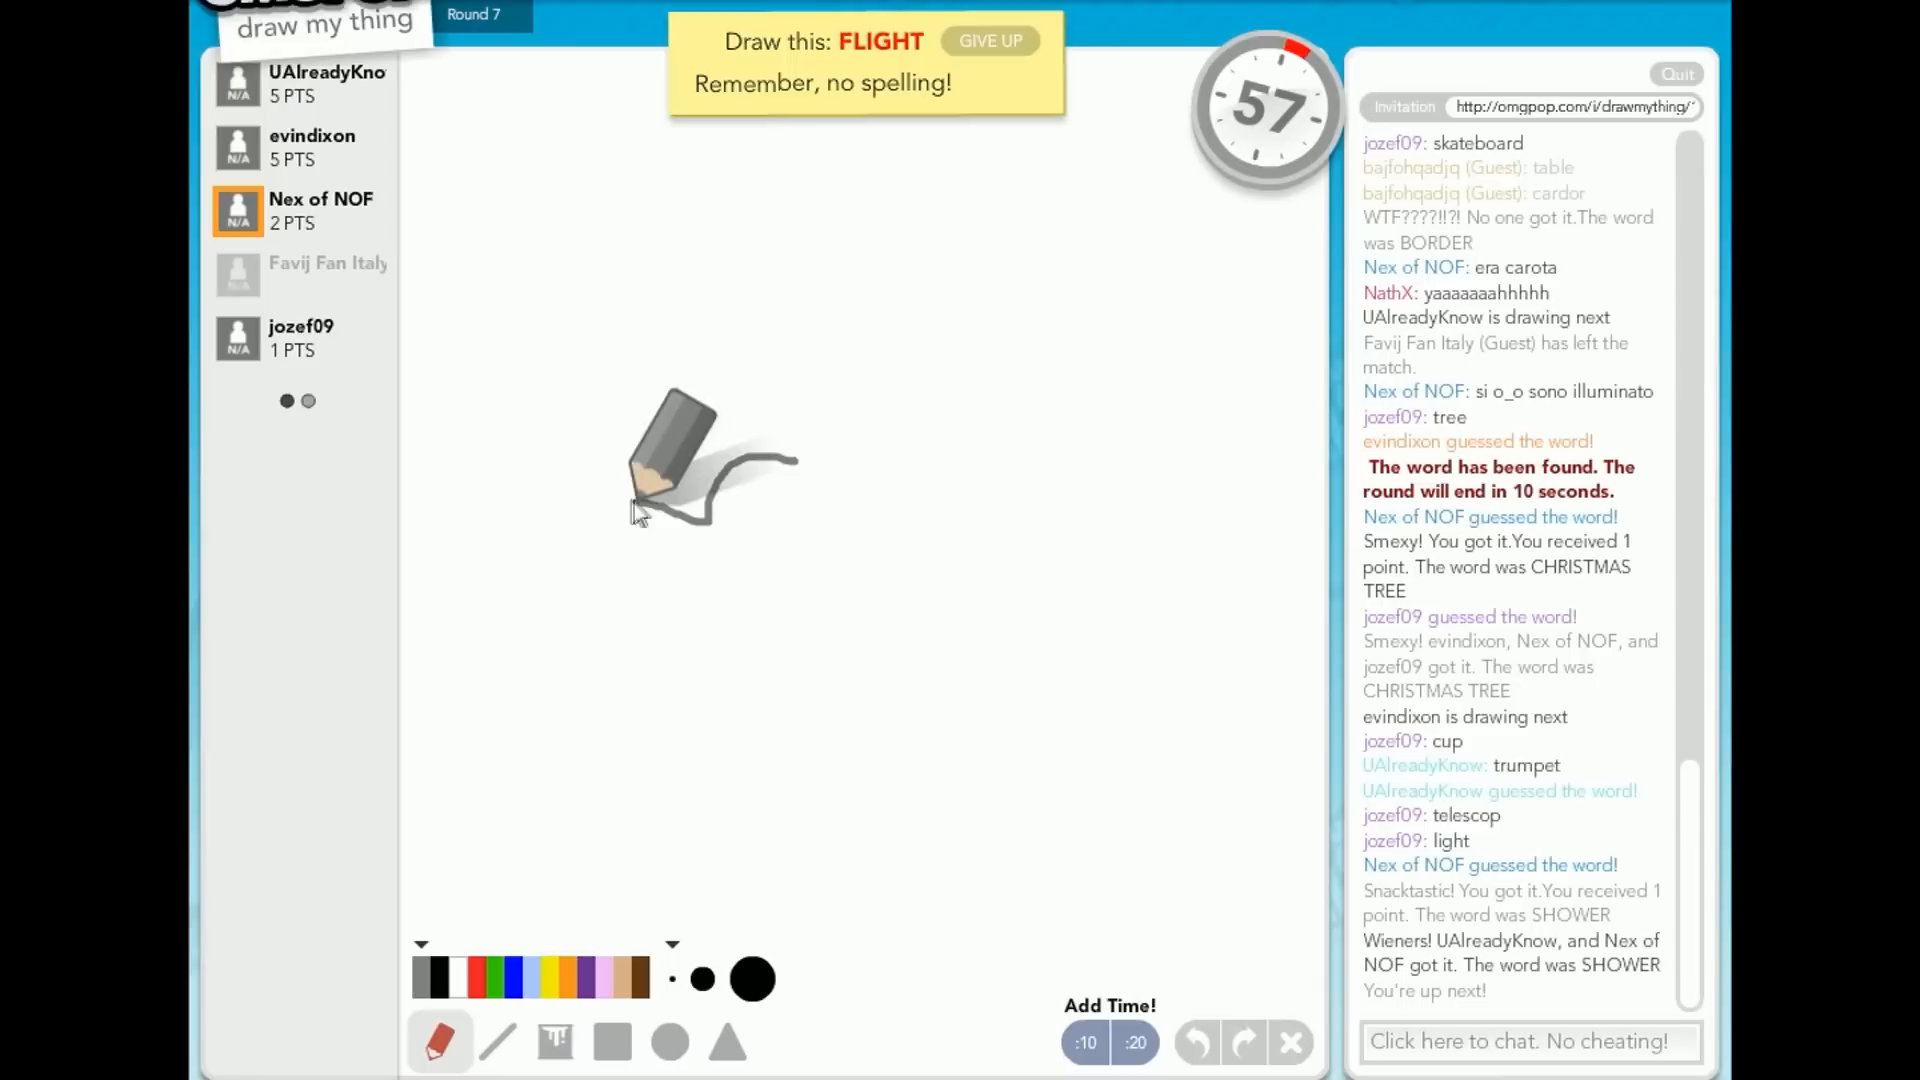 draw my thing
Round 7
Draw this: FLIGHT
GIVE UP
Remember, no spelling!
57
UAlreadyKno
5 PTS
evindixon
5 PTS
Nex of NOF
2 PTS
Favij Fan Italy
jozef09
1 PTS
N/A
N/A
N/A
N/A
N/A
Quit
Invitation http://omgpop.com/i/drawmything/
jozef09: skateboard
bajfohqadjq (Guest): table
bajfohqadjq (Guest): cardor
WTF????!!?! No one got it.The word
was BORDER
Nex of NOF: era carota
NathX: yaaaaaaahhhhh
UAlreadyKnow is drawing next
Favij Fan Italy (Guest) has left the
match.
Nex of NOF: si o_o sono illuminato
jozef09: tree
evindixon guessed the word!
The word has been found. The
round will end in 10 seconds.
Nex of NOF guessed the word!
Smexy! You got it.You received 1
point. The word was CHRISTMAS
TREE
jozef09 guessed the word!
Smexy! evindixon, Nex of NOF, and
jozef09 got it. The word was
CHRISTMAS TREE
evindixon is drawing next
jozef09: cup
UAlreadyKnow: trumpet
UAlreadyKnow guessed the word!
jozef09: telescop
jozef09: light
Nex of NOF guessed the word!
Snacktastic! You got it.You received 1
point. The word was SHOWER
Wieners! UAlreadyKnow, and Nex of
NOF got it. The word was SHOWER
You're up next!
Click here to chat. No cheating!
Add Time!
:10 :20